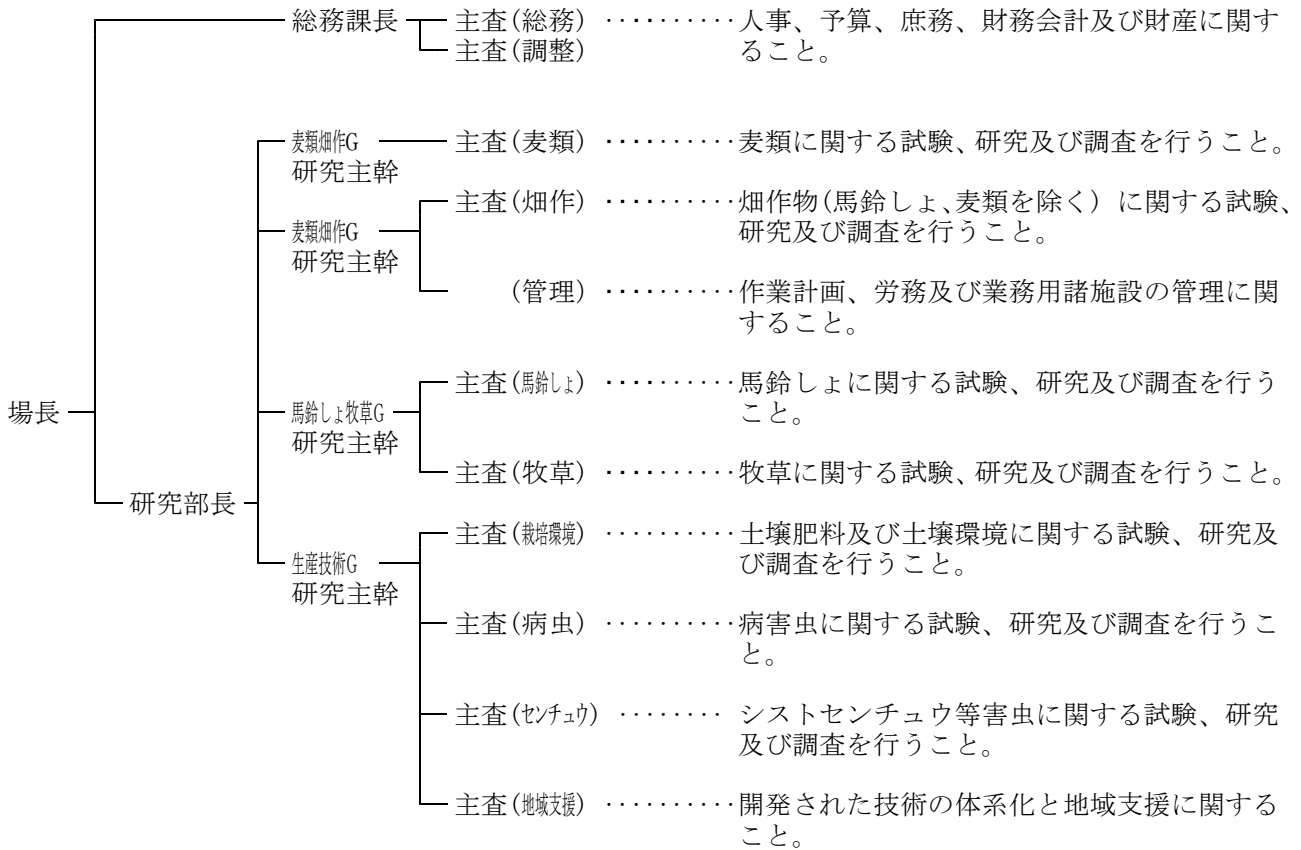 総務課長 主査(総務) ‥‥‥‥‥人事、予算、庶務、財務会計及び財産に関す
主査(調整) ること。
麦類畑作G 主査(麦類) ‥‥‥‥‥麦類に関する試験、研究及び調査を行うこと。
研究主幹
主査(畑作) ‥‥‥‥‥畑作物(馬鈴しょ、麦類を除く) に関する試験、
麦類畑作G 研究及び調査を行うこと。
研究主幹
(管理) ‥‥‥‥‥作業計画、労務及び業務用諸施設の管理に関
すること。
主査(馬鈴しょ) ‥‥‥‥‥馬鈴しょに関する試験、研究及び調査を行う
場長 馬鈴しょ牧草G こと。
研究主幹
主査(牧草) ‥‥‥‥‥牧草に関する試験、研究及び調査を行うこと。
研究部長
主査(栽培環境) ‥‥‥‥‥土壌肥料及び土壌環境に関する試験、研究及
生産技術G び調査を行うこと。
研究主幹
主査(病虫) ‥‥‥‥‥病害虫に関する試験、研究及び調査を行うこ
と。
主査(センチュウ) ‥‥‥‥ シストセンチュウ等害虫に関する試験、研究
及び調査を行うこと。
主査(地域支援) ‥‥‥‥‥開発された技術の体系化と地域支援に関する
こと。